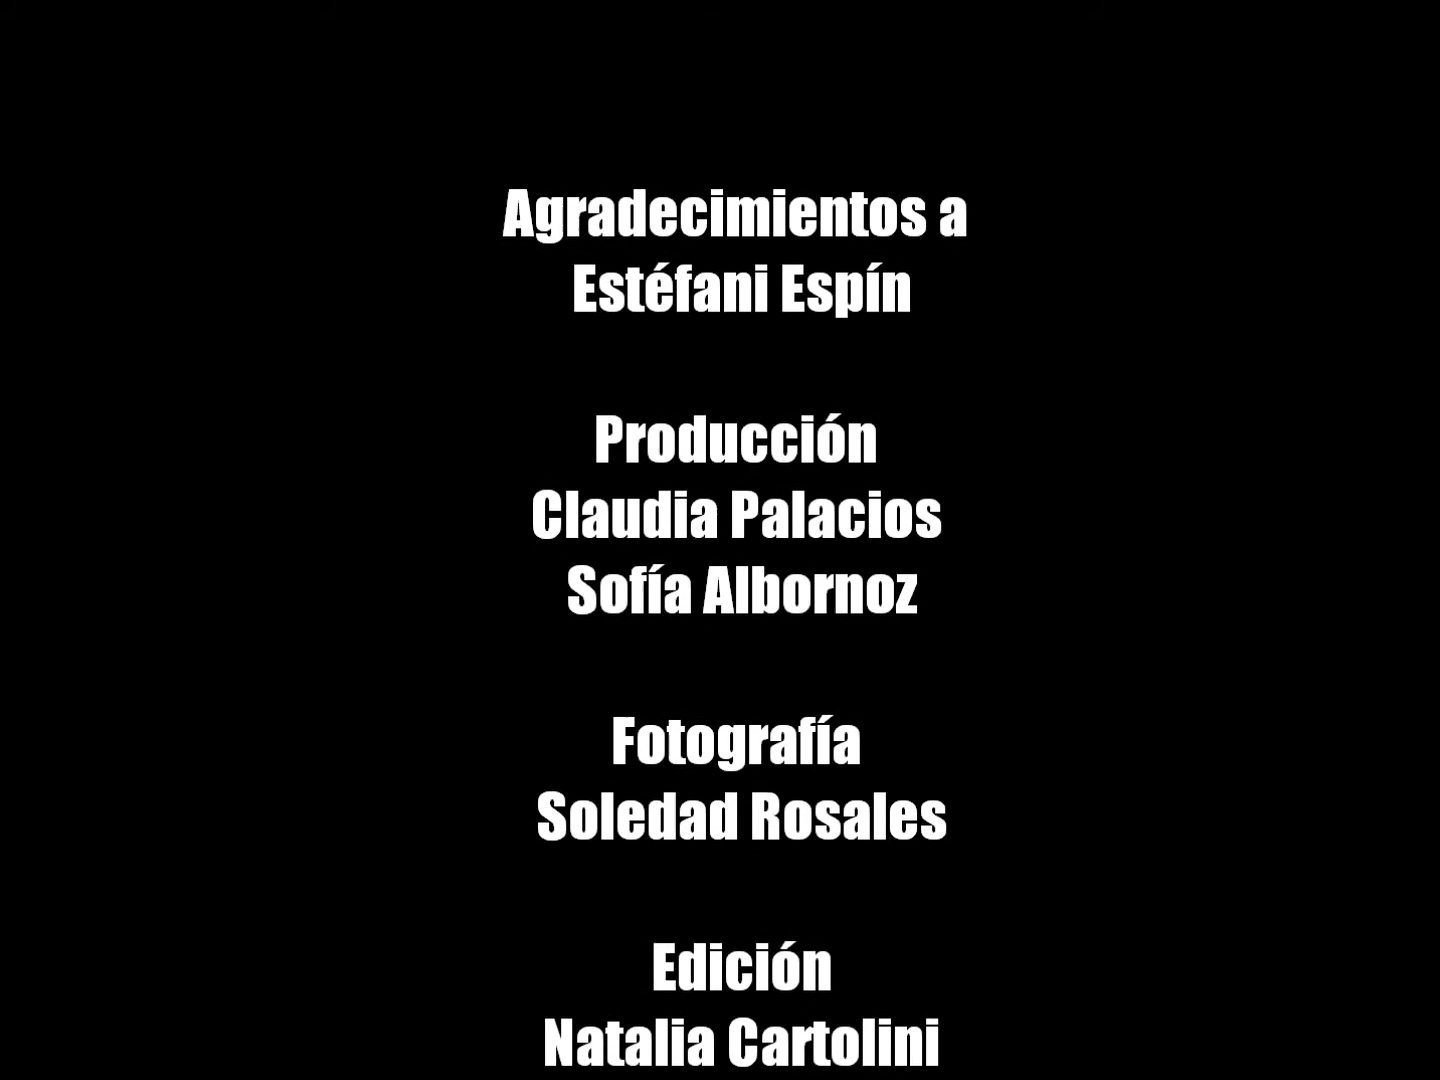 Agradecimientos a
Estéfani Espín
Producción
Claudia Palacios
Sofía Albornoz
Fotografía
Soledad Rosales
Edición
Natalia Cartolini